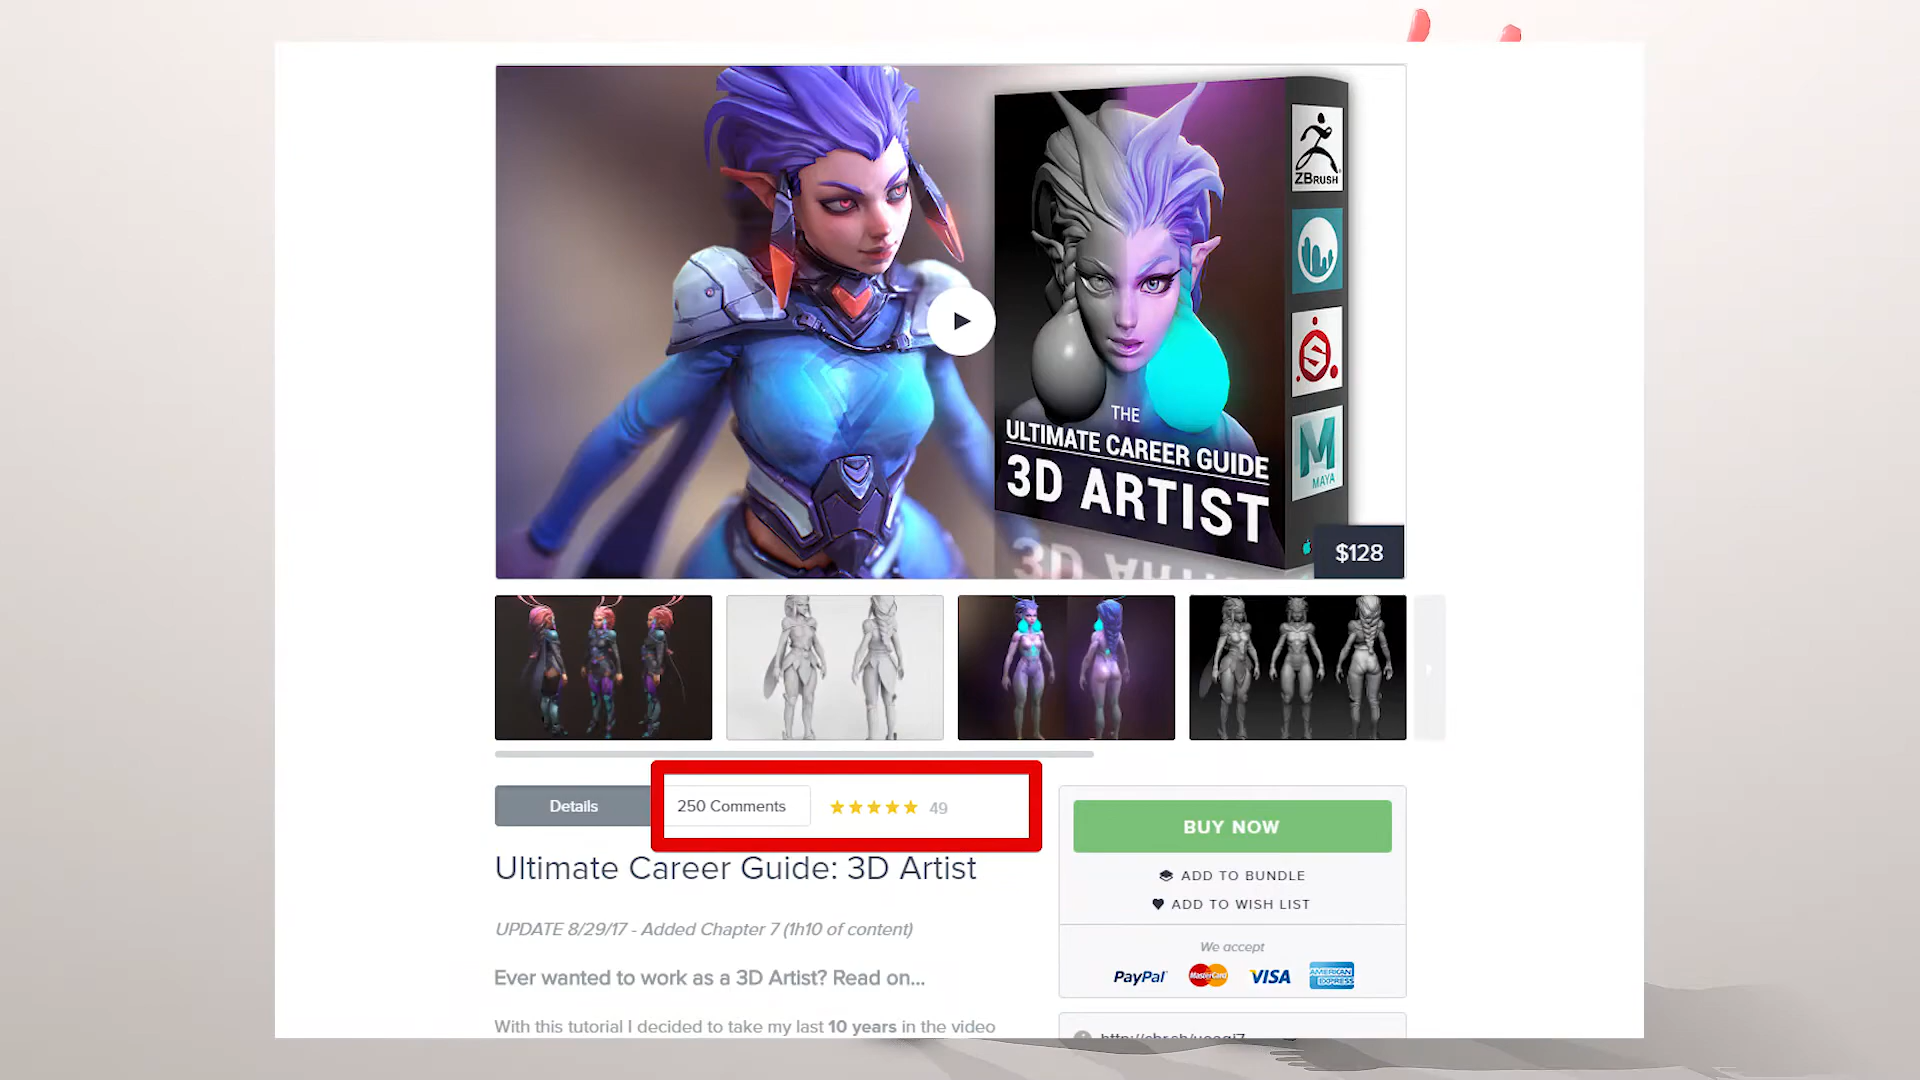 ZBRUSH
S
M
MAYA
THE
ULTIMATE CAREER GUIDE
3D ARTIST
$128
Details
250 Comments
49
BUY NOW
Ultimate Career Guide: 3D Artist
ADD TO BUNDLE
ADD TO WISH LIST
UPDATE 8/29/17 - Added Chapter 7 (1h10 of content)
We accept
PayPal MasterCard VISA AMERICAN EXPRESS
Ever wanted to work as a 3D Artist? Read on...
With this tutorial I decided to take my last 10 years in the video